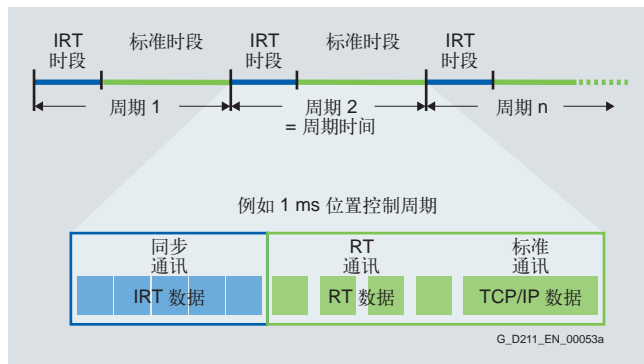 IRT
时段
标准时段
IRT
时段
标准时段
IRT
时段
周期 1
周期 2
= 周期时间
周期 n
例如 1 ms 位置控制周期
同步
通讯
RT
通讯
标准
通讯
IRT 数据
RT 数据
TCP/IP 数据
G_D211_EN_00053a